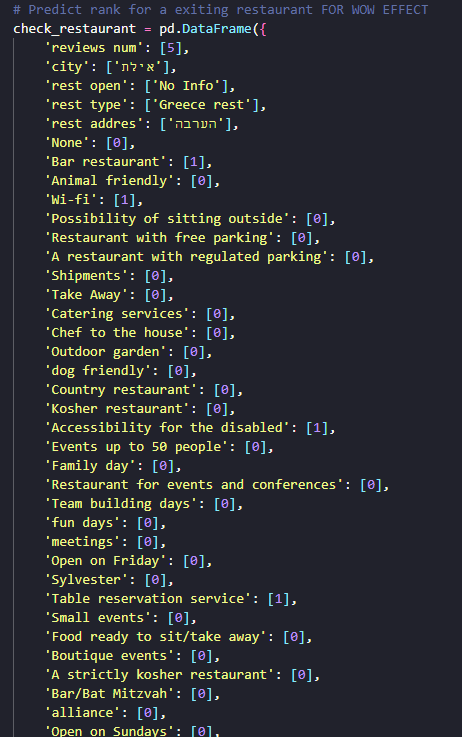 # Predict rank for a exiting restaurant FOR WOW EFFECT
check_restaurant = pd.DataFrame({
'reviews num': [5],
'city': ['אילת'],
'rest open': ['No Info'],
'rest type': ['Greece rest'],
'rest addres': ['הערבה'],
'None': [0],
'Bar restaurant': [1],
'Animal friendly': [0],
'Wi-fi': [1],
'Possibility of sitting outside': [0],
'Restaurant with free parking': [0],
'A restaurant with regulated parking': [0],
'Shipments': [0],
'Take Away': [0],
'Catering services': [0],
'Chef to the house': [0],
'Outdoor garden': [0],
'dog friendly': [0],
'Country restaurant': [0],
'Kosher restaurant': [0],
'Accessibility for the disabled': [1],
'Events up to 50 people': [0],
'Family day': [0],
'Restaurant for events and conferences': [0],
'Team building days': [0],
'fun days': [0],
'meetings': [0],
'Open on Friday': [0],
'Sylvester': [0],
'Table reservation service': [1],
'Small events': [0],
'Food ready to sit/take away': [0],
'Boutique events': [0],
'A strictly kosher restaurant': [0],
'Bar/Bat Mitzvah': [0],
'alliance': [0],
'Open on Sundays': [0],